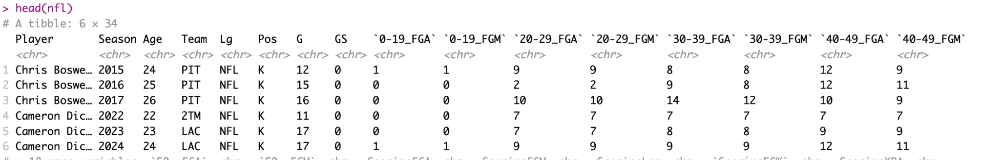 > head(nfl)
# A tibble: 6 × 34
Player Season Age Team Lg Pos G GS `0-19_FGA` `0-19_FGM` `20-29_FGA` `20-29_FGM` `30-39_FGA` `30-39_FGM` `40-49_FGA` `40-49_FGM`
<chr> <chr> <chr> <chr> <chr> <chr> <chr> <chr> <chr> <chr> <chr> <chr> <chr> <chr> <chr> <chr>
1 Chris Boswe… 2015 24 PIT NFL K 12 0 1 1 9 9 8 8 12 9
2 Chris Boswe… 2016 25 PIT NFL K 15 0 0 0 2 2 9 8 12 11
3 Chris Boswe… 2017 26 PIT NFL K 16 0 0 0 10 10 14 12 10 9
4 Cameron Dic… 2022 22 2TM NFL K 11 0 0 0 7 7 7 7 7 7
5 Cameron Dic… 2023 23 LAC NFL K 17 0 0 0 7 7 8 8 9 9
6 Cameron Dic… 2024 24 LAC NFL K 17 0 1 1 9 9 9 9 12 11